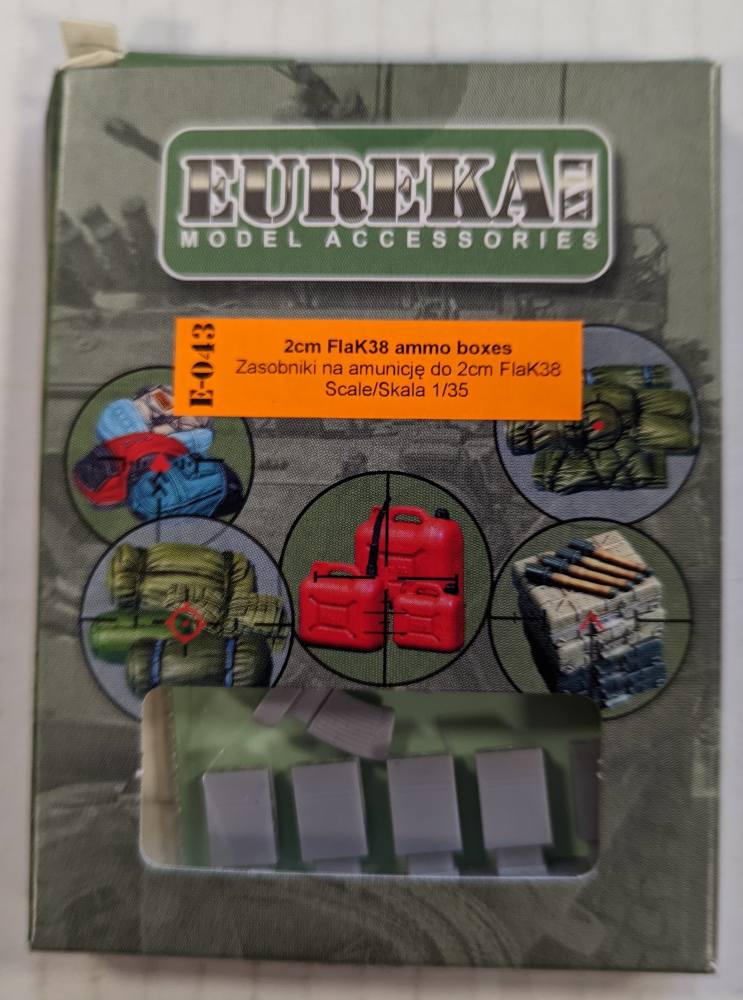 EUREKA XXL
MODEL ACCESSORIES
E-043
2cm FlaK38 ammo boxes
Zasobniki na amunicję do 2cm FlaK38
Scale/Skala 1/35